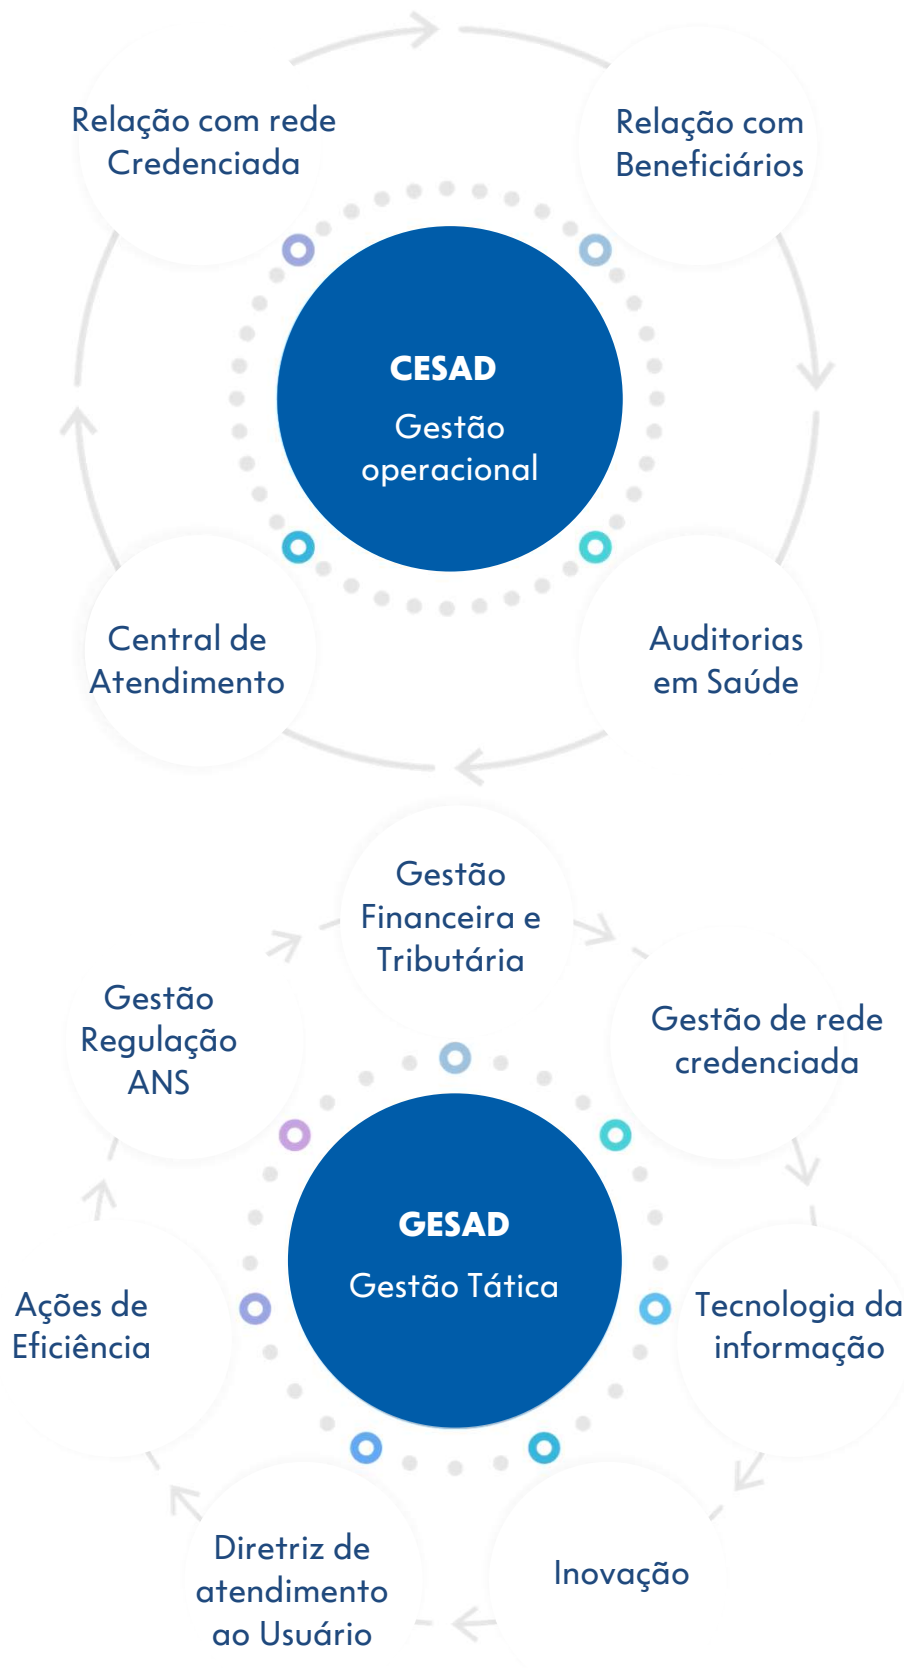 Relação com rede
Credenciada
Relação com
Beneficiários
CESAD
Gestão
operacional
Central de
Atendimento
Auditorias
em Saúde
Gestão
Financeira e
Tributária
Gestão
Regulação
ANS
Gestão de rede
credenciada
GESAD
Gestão Tática
Ações de
Eficiência
Tecnologia da
informação
Diretriz de
atendimento
ao Usuário
Inovação